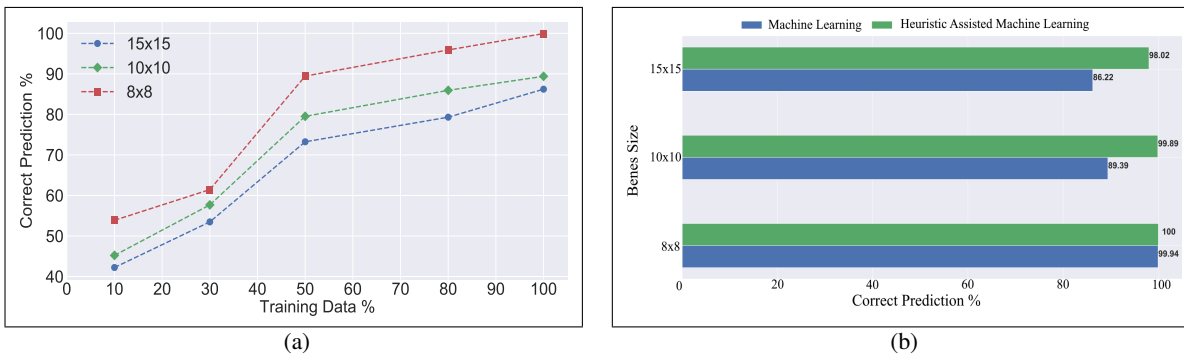 15x15
10x10
8x8
Correct Prediction %
100
90
80
70
60
50
40
0 10 20 30 40 50 60 70 80 90 100
Training Data %
(a)
Machine Learning Heuristic Assisted Machine Learning
Benes Size
15x15
98.02
86.22
10x10
99.89
89.39
8x8
100
99.94
0 20 40 60 80 100
Correct Prediction %
(b)